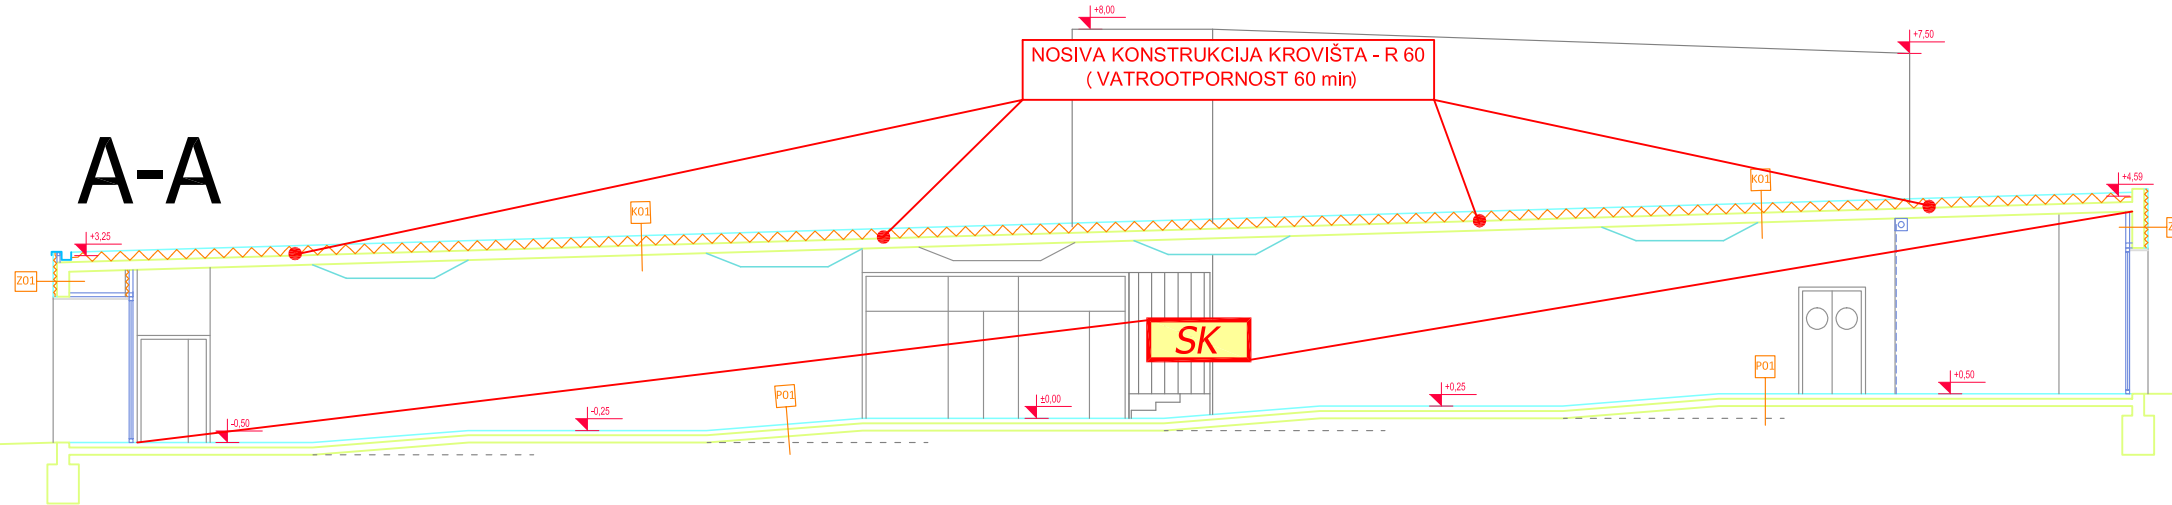 +8,00
+7,50
NOSIVA KONSTRUKCIJA KROVIŠTA - R 60
( VATROOTPORNOST 60 min)
A-A
K01
K01
+4,59
+3,25
Z01
SK
P01
P01
-0,50
-0,25
±0,00
+0,25
+0,50